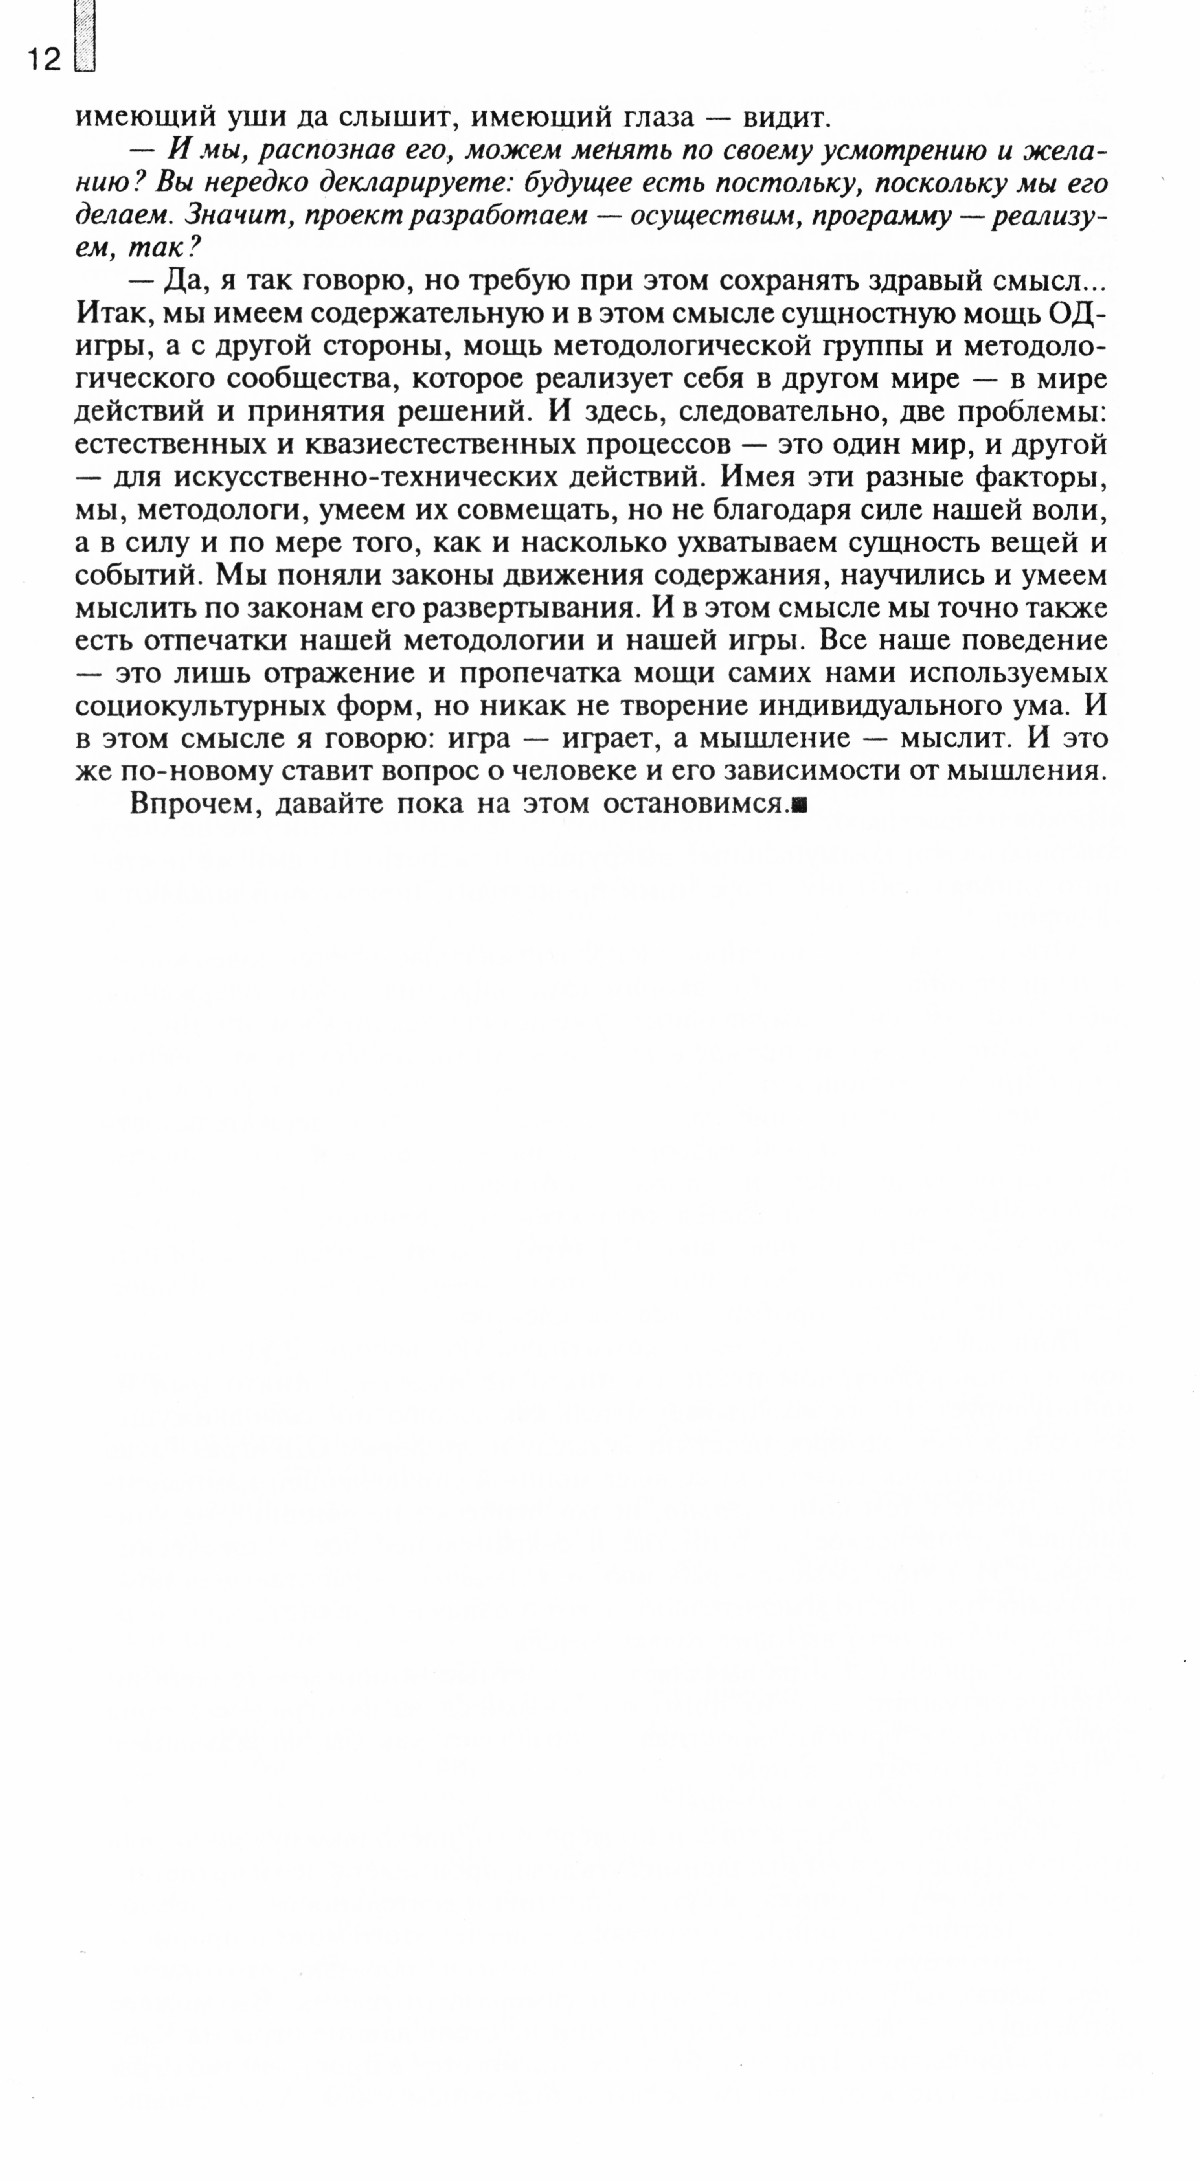 12
имеющий уши да слышит, имеющий глаза — видит.
— И мы, распознав его, можем менять по своему усмотрению и жела-
нию? Вы нередко декларируете: будущее есть постольку, поскольку мы его
делаем. Значит, проект разработаем — осуществим, программу — реализу-
ем, так?
— Да, я так говорю, но требую при этом сохранять здравый смысл...
Итак, мы имеем содержательную и в этом смысле сущностную мощь ОД-
игры, а с другой стороны, мощь методологической группы и методоло-
гического сообщества, которое реализует себя в другом мире — в мире
действий и принятия решений. И здесь, следовательно, две проблемы:
естественных и квазиестественных процессов — это один мир, и другой
— для искусственно-технических действий. Имея эти разные факторы,
мы, методологи, умеем их совмещать, но не благодаря силе нашей воли,
а в силу и по мере того, как и насколько ухватываем сущность вещей и
событий. Мы поняли законы движения содержания, научились и умеем
мыслить по законам его развертывания. И в этом смысле мы точно также
есть отпечатки нашей методологии и нашей игры. Все наше поведение
— это лишь отражение и пропечатка мощи самих нами используемых
социокультурных форм, но никак не творение индивидуального ума. И
в этом смысле я говорю: игра — играет, а мышление — мыслит. И это
же по-новому ставит вопрос о человеке и его зависимости от мышления.
Впрочем, давайте пока на этом остановимся.■